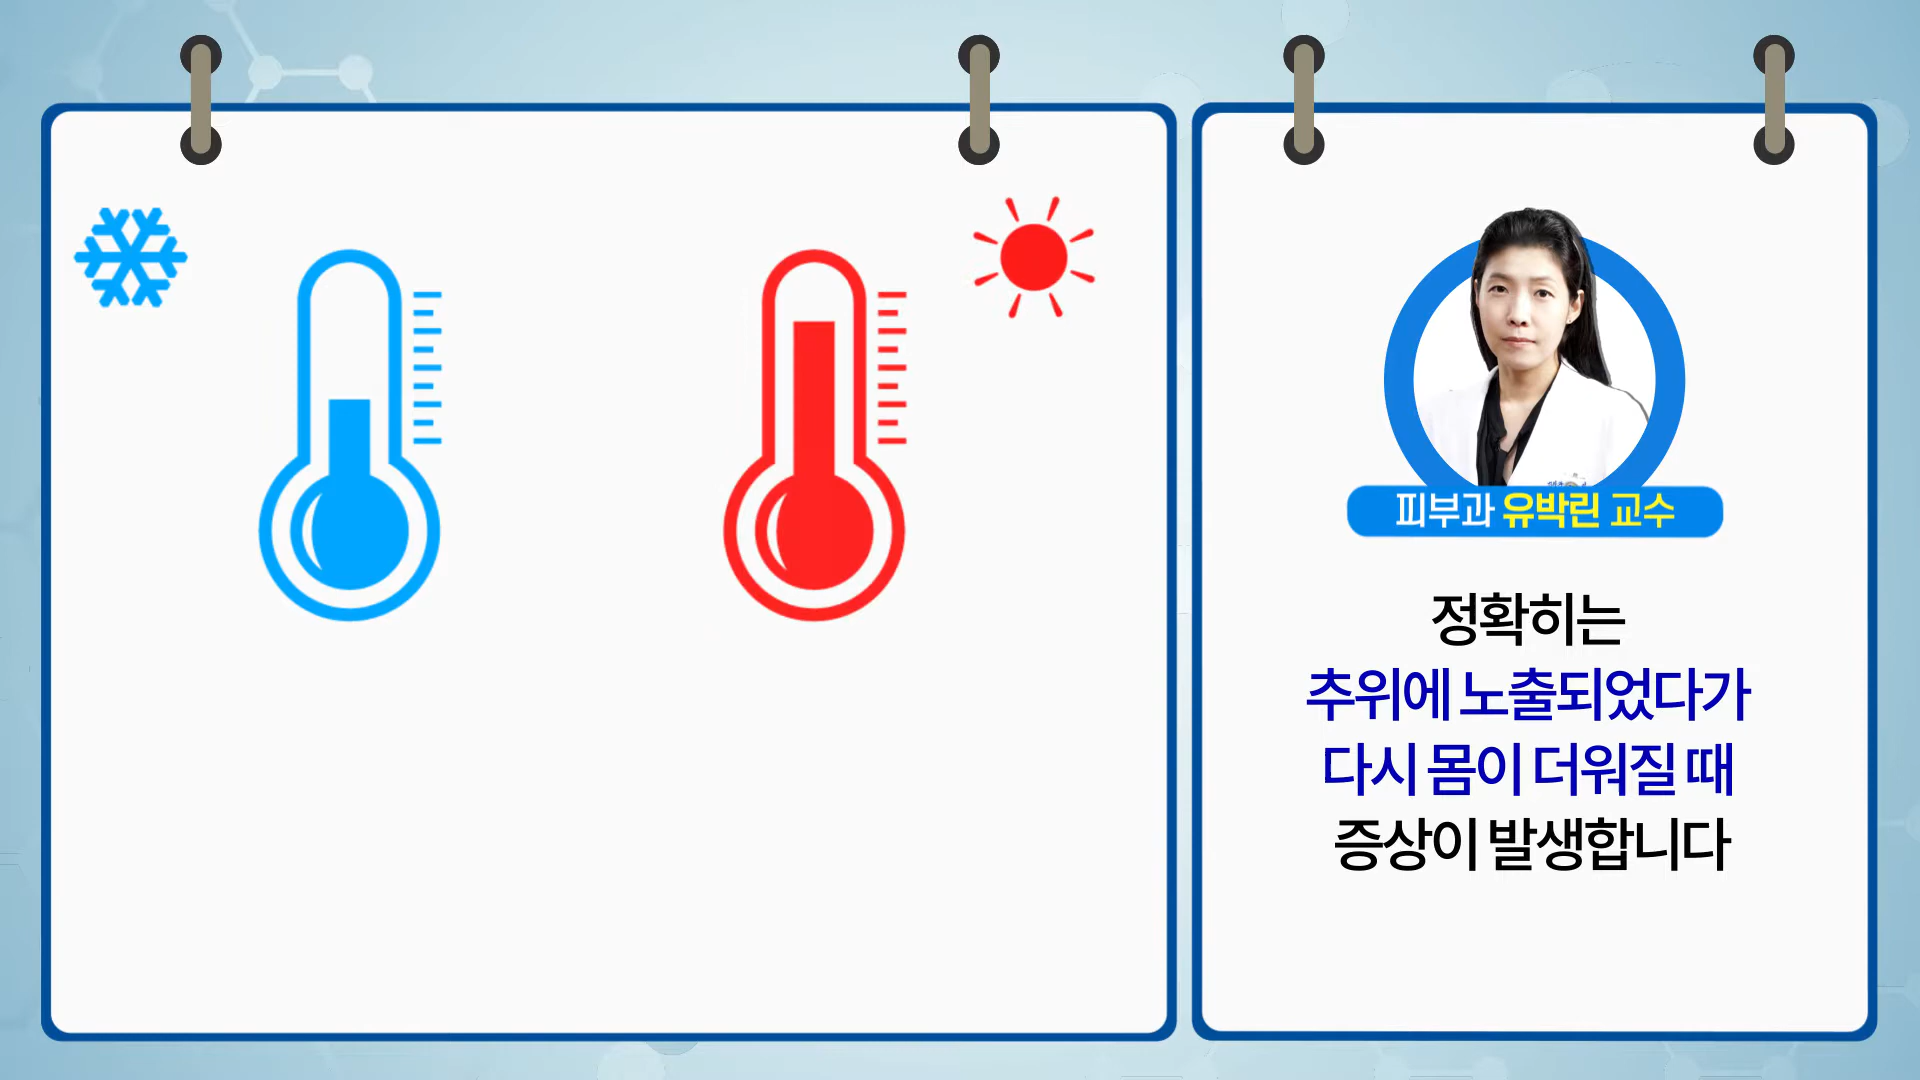 피부과 유박린 교수
정확히는
추위에 노출되었다가
다시 몸이 더워질 때
증상이 발생합니다